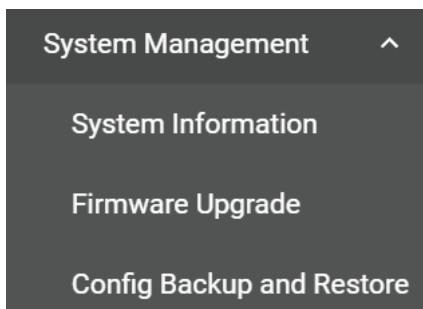 System Management
System Information
Firmware Upgrade
Config Backup and Restore